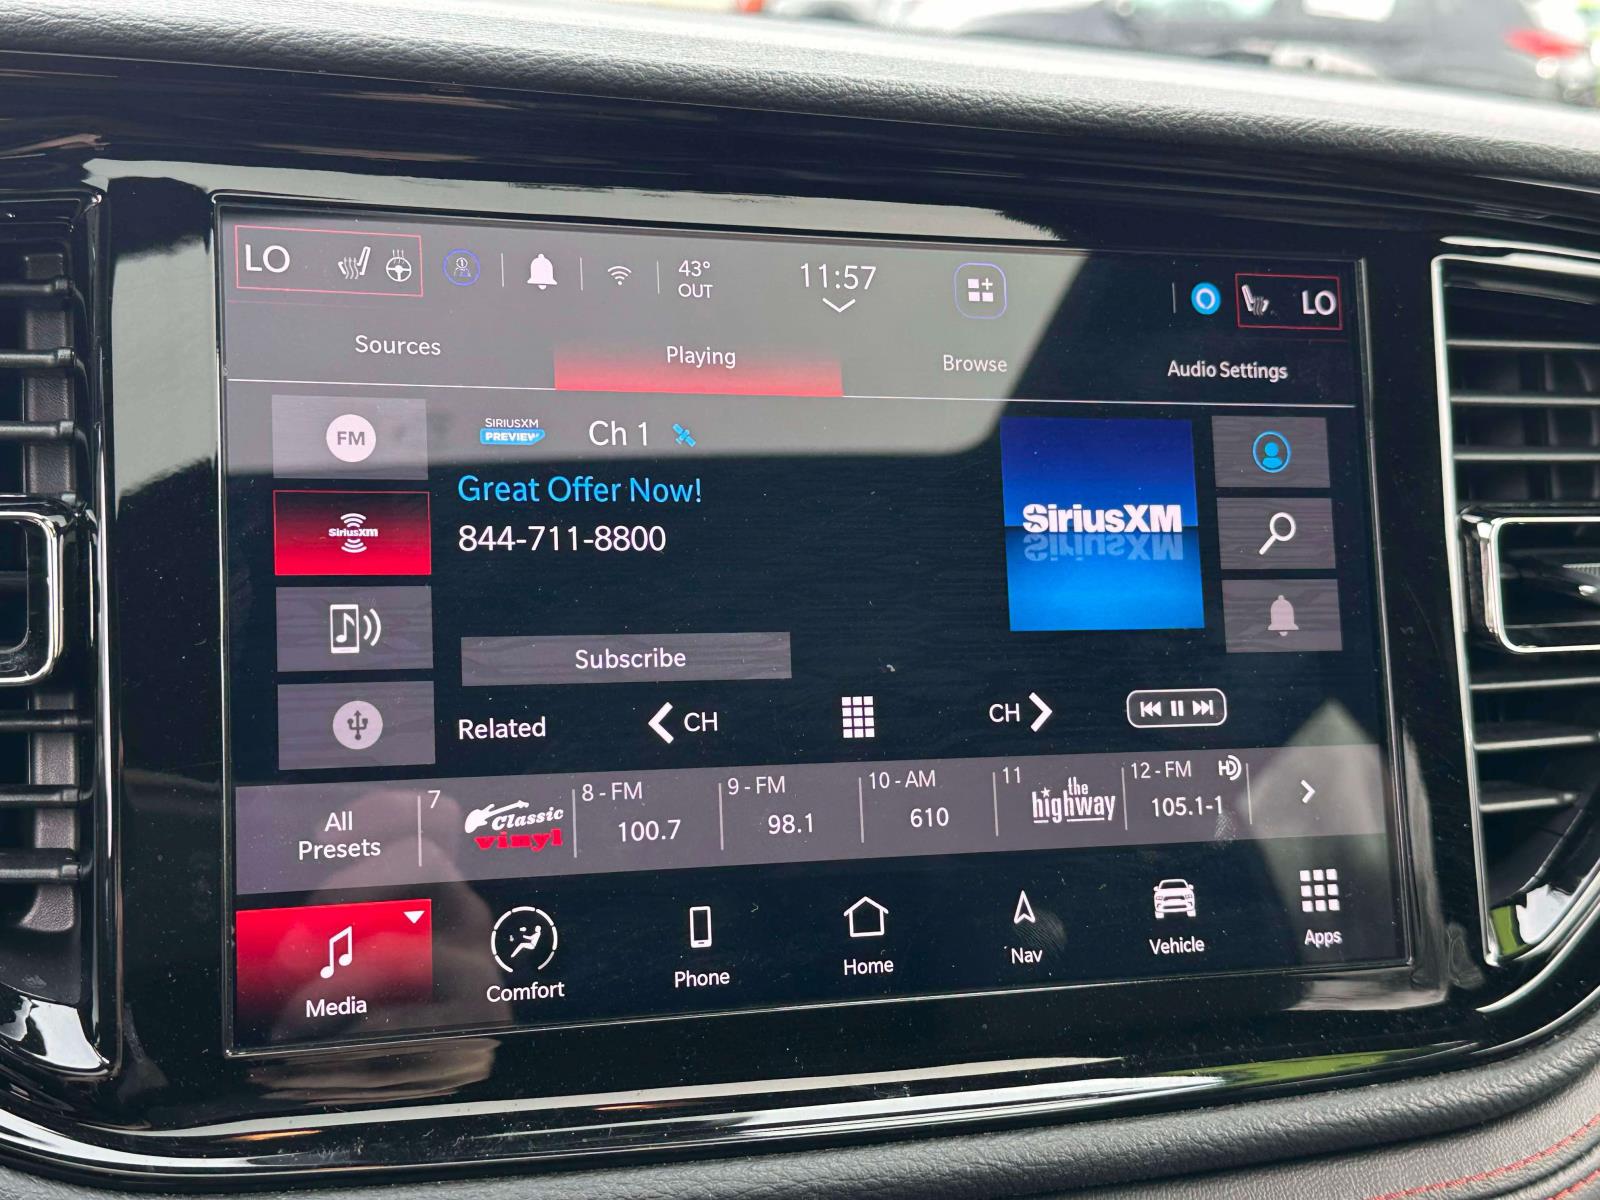 LO
43°
OUT
11:57
LO
Sources
Playing
Browse
Audio Settings
FM
SIRIUSXM
PREVIEW
Ch 1
Great Offer Now!
844-711-8800
SiriusXM
SiriusXM
Subscribe
Related
CH
CH
All
Presets
7
Classic
vinyl
8 - FM
100.7
9 - FM
98.1
10 - AM
610
11
the
highway
12 - FM HD
105.1-1
Media
Comfort
Phone
Home
Nav
Vehicle
Apps